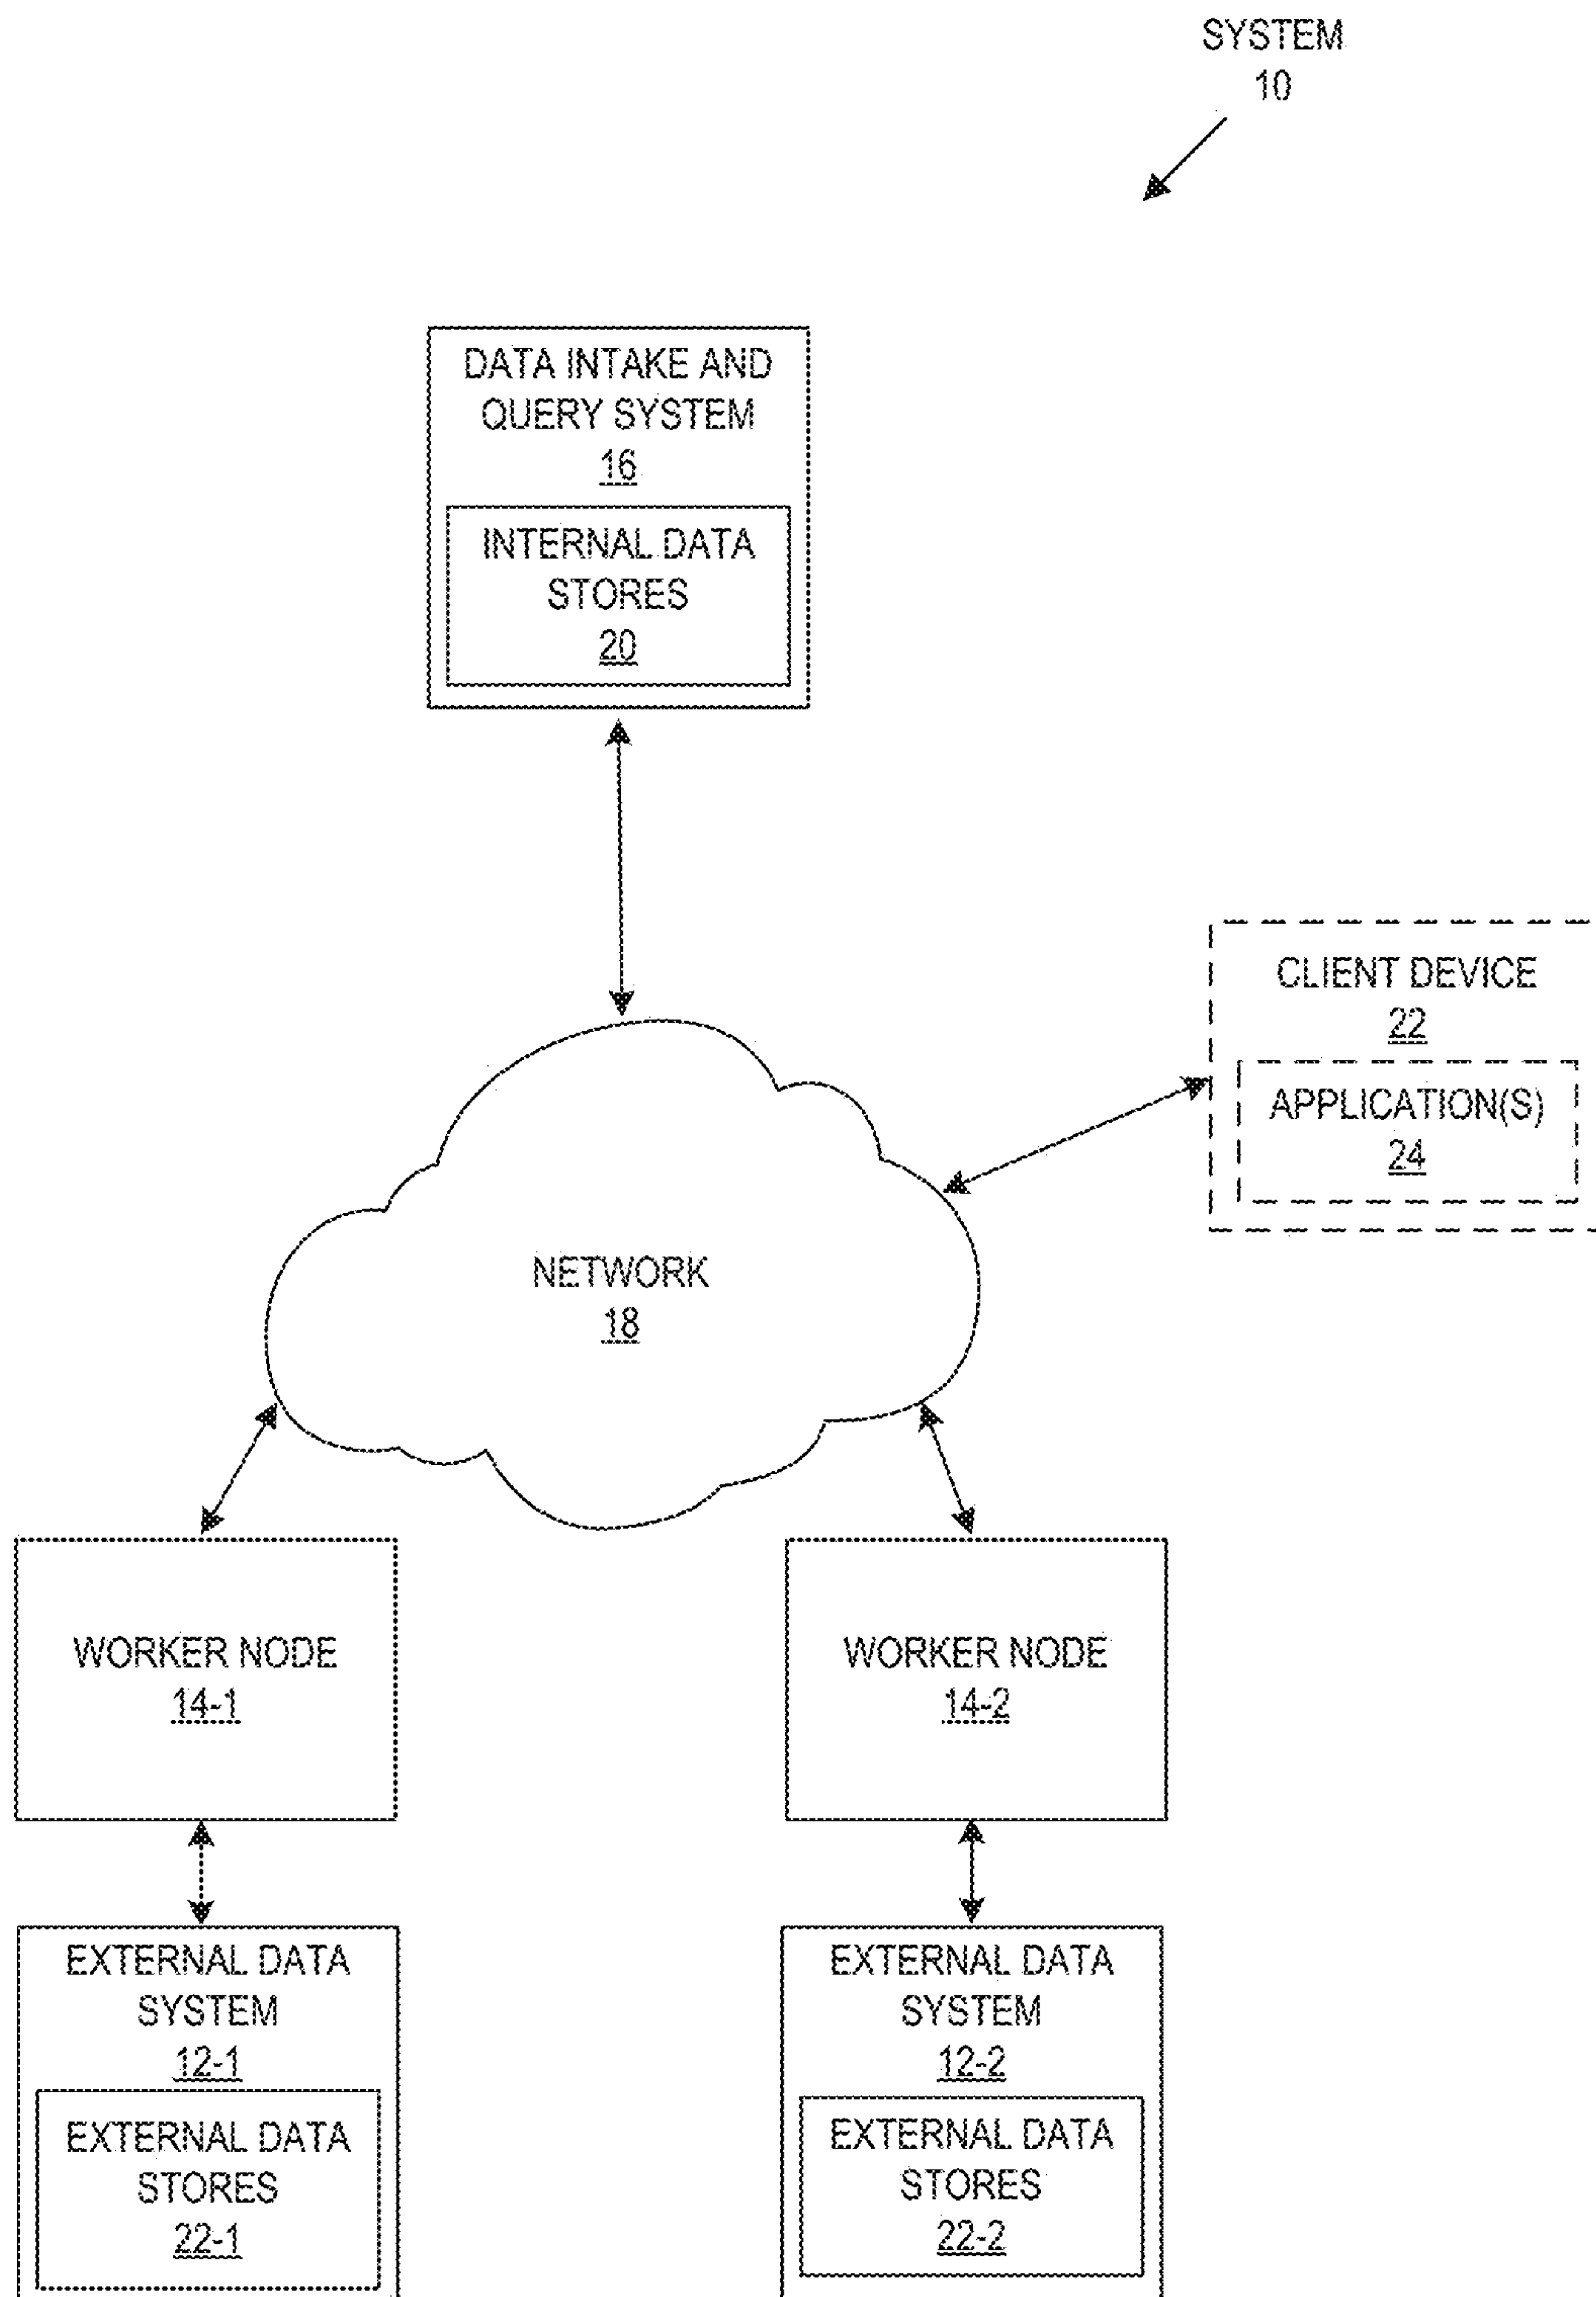 SYSTEM
10
DATA INTAKE AND
QUERY SYSTEM
16
INTERNAL DATA
STORES
20
CLIENT DEVICE
22
APPLICATION(S)
24
NETWORK
18
WORKER NODE
14-1
WORKER NODE
14-2
EXTERNAL DATA
SYSTEM
12-1
EXTERNAL DATA
STORES
22-1
EXTERNAL DATA
SYSTEM
12-2
EXTERNAL DATA
STORES
22-2